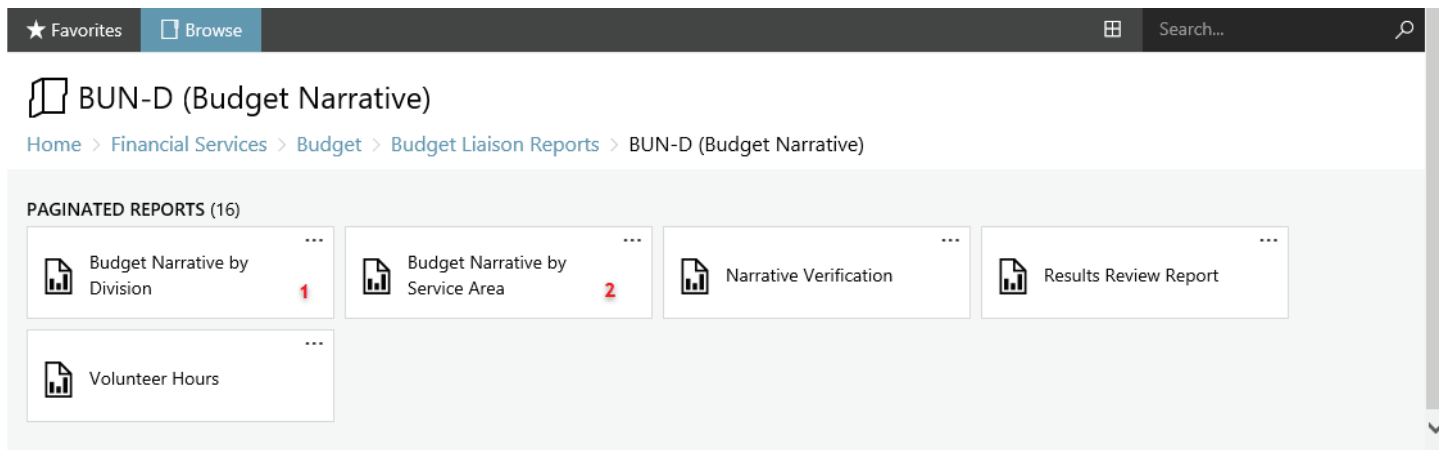 Favorites
Browse
Search...
BUN-D (Budget Narrative)
Home > Financial Services > Budget > Budget Liaison Reports > BUN-D (Budget Narrative)
PAGINATED REPORTS (16)
Budget Narrative by
Division
1
Budget Narrative by
Service Area
2
Narrative Verification
Results Review Report
Volunteer Hours